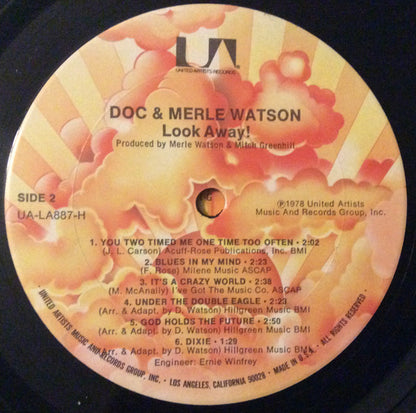 UA
UNITED ARTISTS RECORDS
DOC & MERLE WATSON
Look Away!
Produced by Merle Watson & Mitch Greenhill
SIDE 2
UA-LA887-H
℗1978 United Artists
Music And Records Group, Inc.
1. YOU TWO TIMED ME ONE TIME TOO OFTEN • 2:02
(J. L. Carson) Acuff-Rose Publications, Inc. BMI
2. BLUES IN MY MIND • 2:23
(F. Rose) Milene Music ASCAP
3. IT'S A CRAZY WORLD • 2:38
(M. McAnally) I've Got The Music Co. ASCAP
4. UNDER THE DOUBLE EAGLE • 2:23
(Arr. & Adapt. by D. Watson) Hillgreen Music BMI
5. GOD HOLDS THE FUTURE • 2:50
(Arr. & Adapt. by D. Watson) Hillgreen Music BMI
6. DIXIE • 1:29
(Arr. & Adapt. by D. Watson) Hillgreen Music BMI
Engineer: Ernie Winfrey
UNITED ARTISTS MUSIC AND RECORDS GROUP, INC. • LOS ANGELES, CALIFORNIA 90028 • MADE IN U.S.A. • ALL RIGHTS RESERVED.